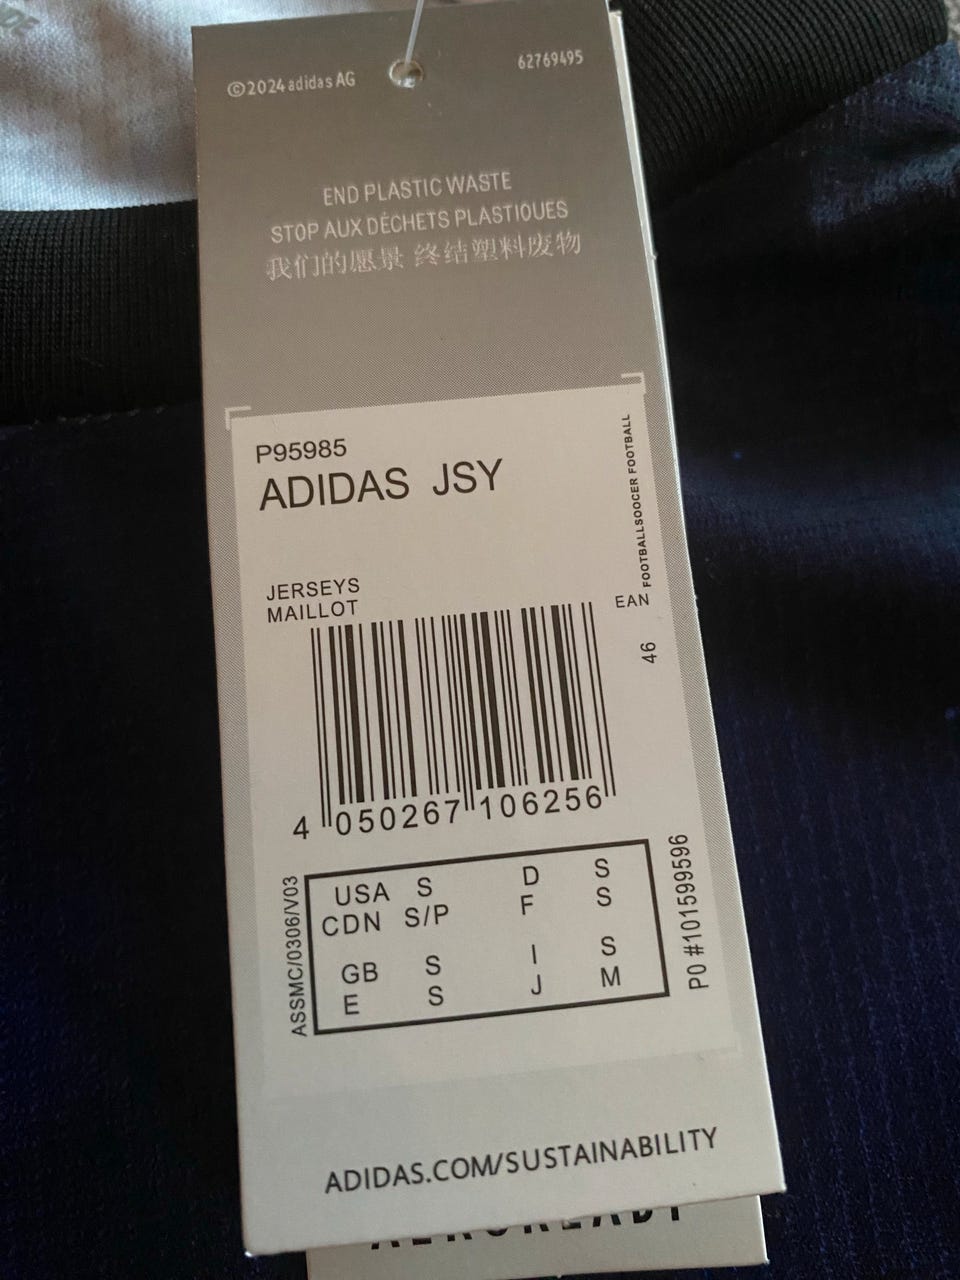 ©2024 adidas AG
62769495
END PLASTIC WASTE
STOP AUX DÉCHETS PLASTIQUES
我们的愿景 终结塑料废物
P95985
ADIDAS JSY
FOOTBALLSOOCER FOOTBALL
JERSEYS
MAILLOT
EAN
46
4 050267 106256
ASSMC/0306/V03
USA S D S
CDN S/P F S
GB S I S
E S J M
PO #101599596
ADIDAS.COM/SUSTAINABILITY
AEROREADY